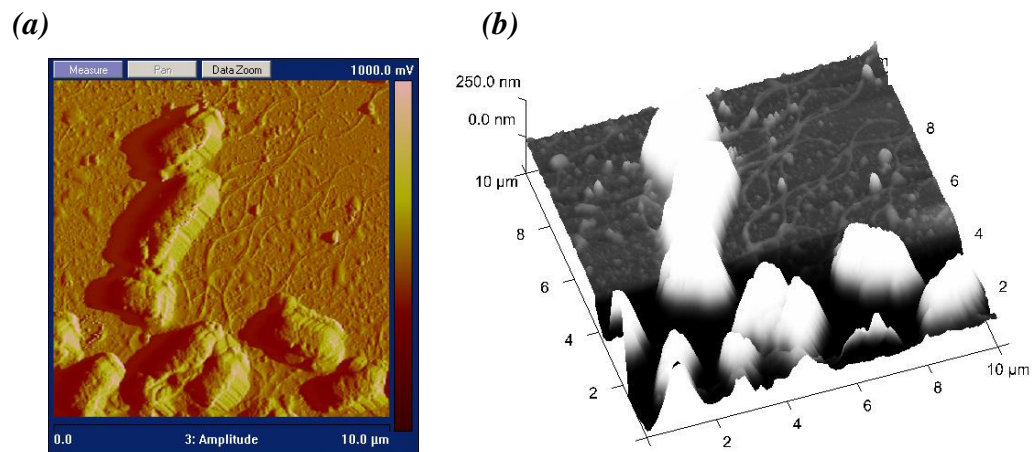 (a)
(b)
Measure
Pan
Data Zoom
1000.0 mV
0.0
3: Amplitude
10.0 µm
250.0 nm
0.0 nm
10 µm
8
6
4
2
8
6
4
2
2
4
6
8
10 µm